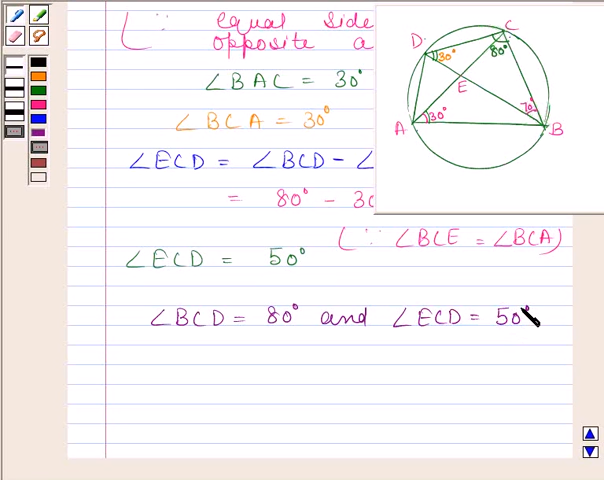 ( ∵ equal side
opposite a
∠BAC = 30°
∠BCA = 30°
∠ECD = ∠BCD - ∠
= 80° - 30
( ∵ ∠BCE = ∠BCA)
∠ECD = 50°
∠BCD = 80° and ∠ECD = 50°
C
D
80°
30°
E
70°
A
30°
B